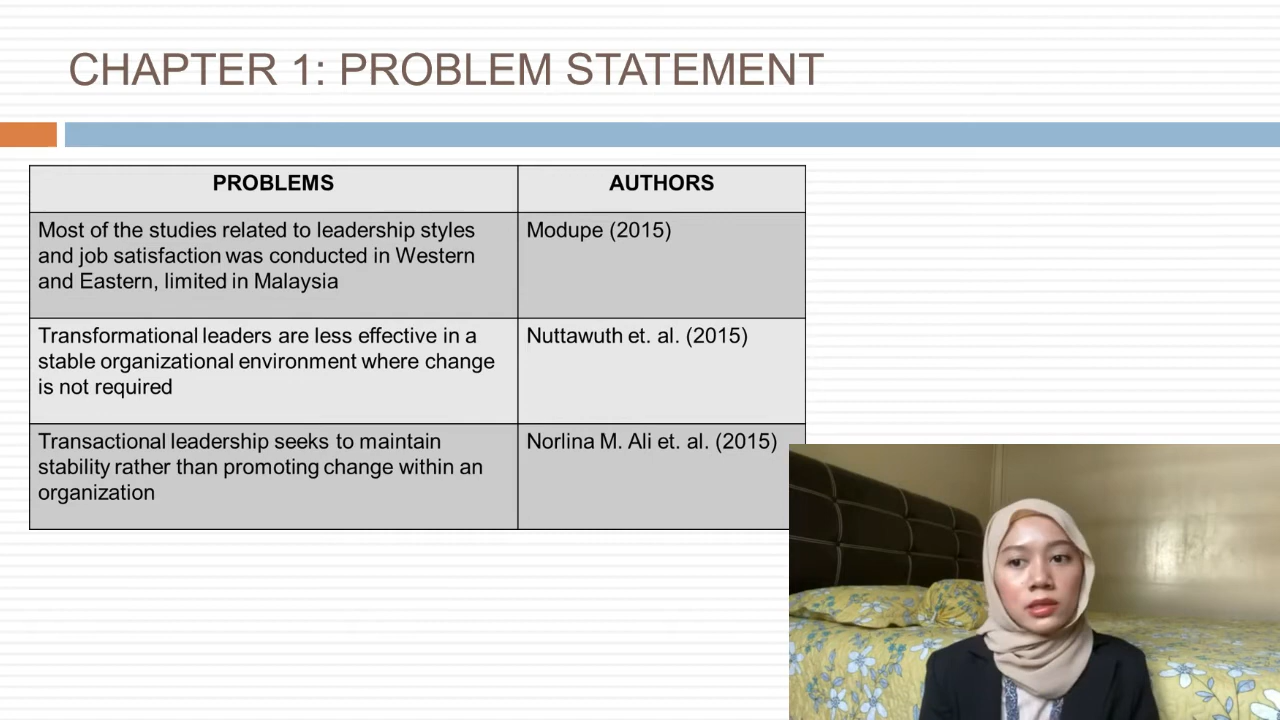 CHAPTER 1: PROBLEM STATEMENT
PROBLEMS
AUTHORS
Most of the studies related to leadership styles
and job satisfaction was conducted in Western
and Eastern, limited in Malaysia
Modupe (2015)
Transformational leaders are less effective in a
stable organizational environment where change
is not required
Nuttawuth et. al. (2015)
Transactional leadership seeks to maintain
stability rather than promoting change within an
organization
Norlina M. Ali et. al. (2015)